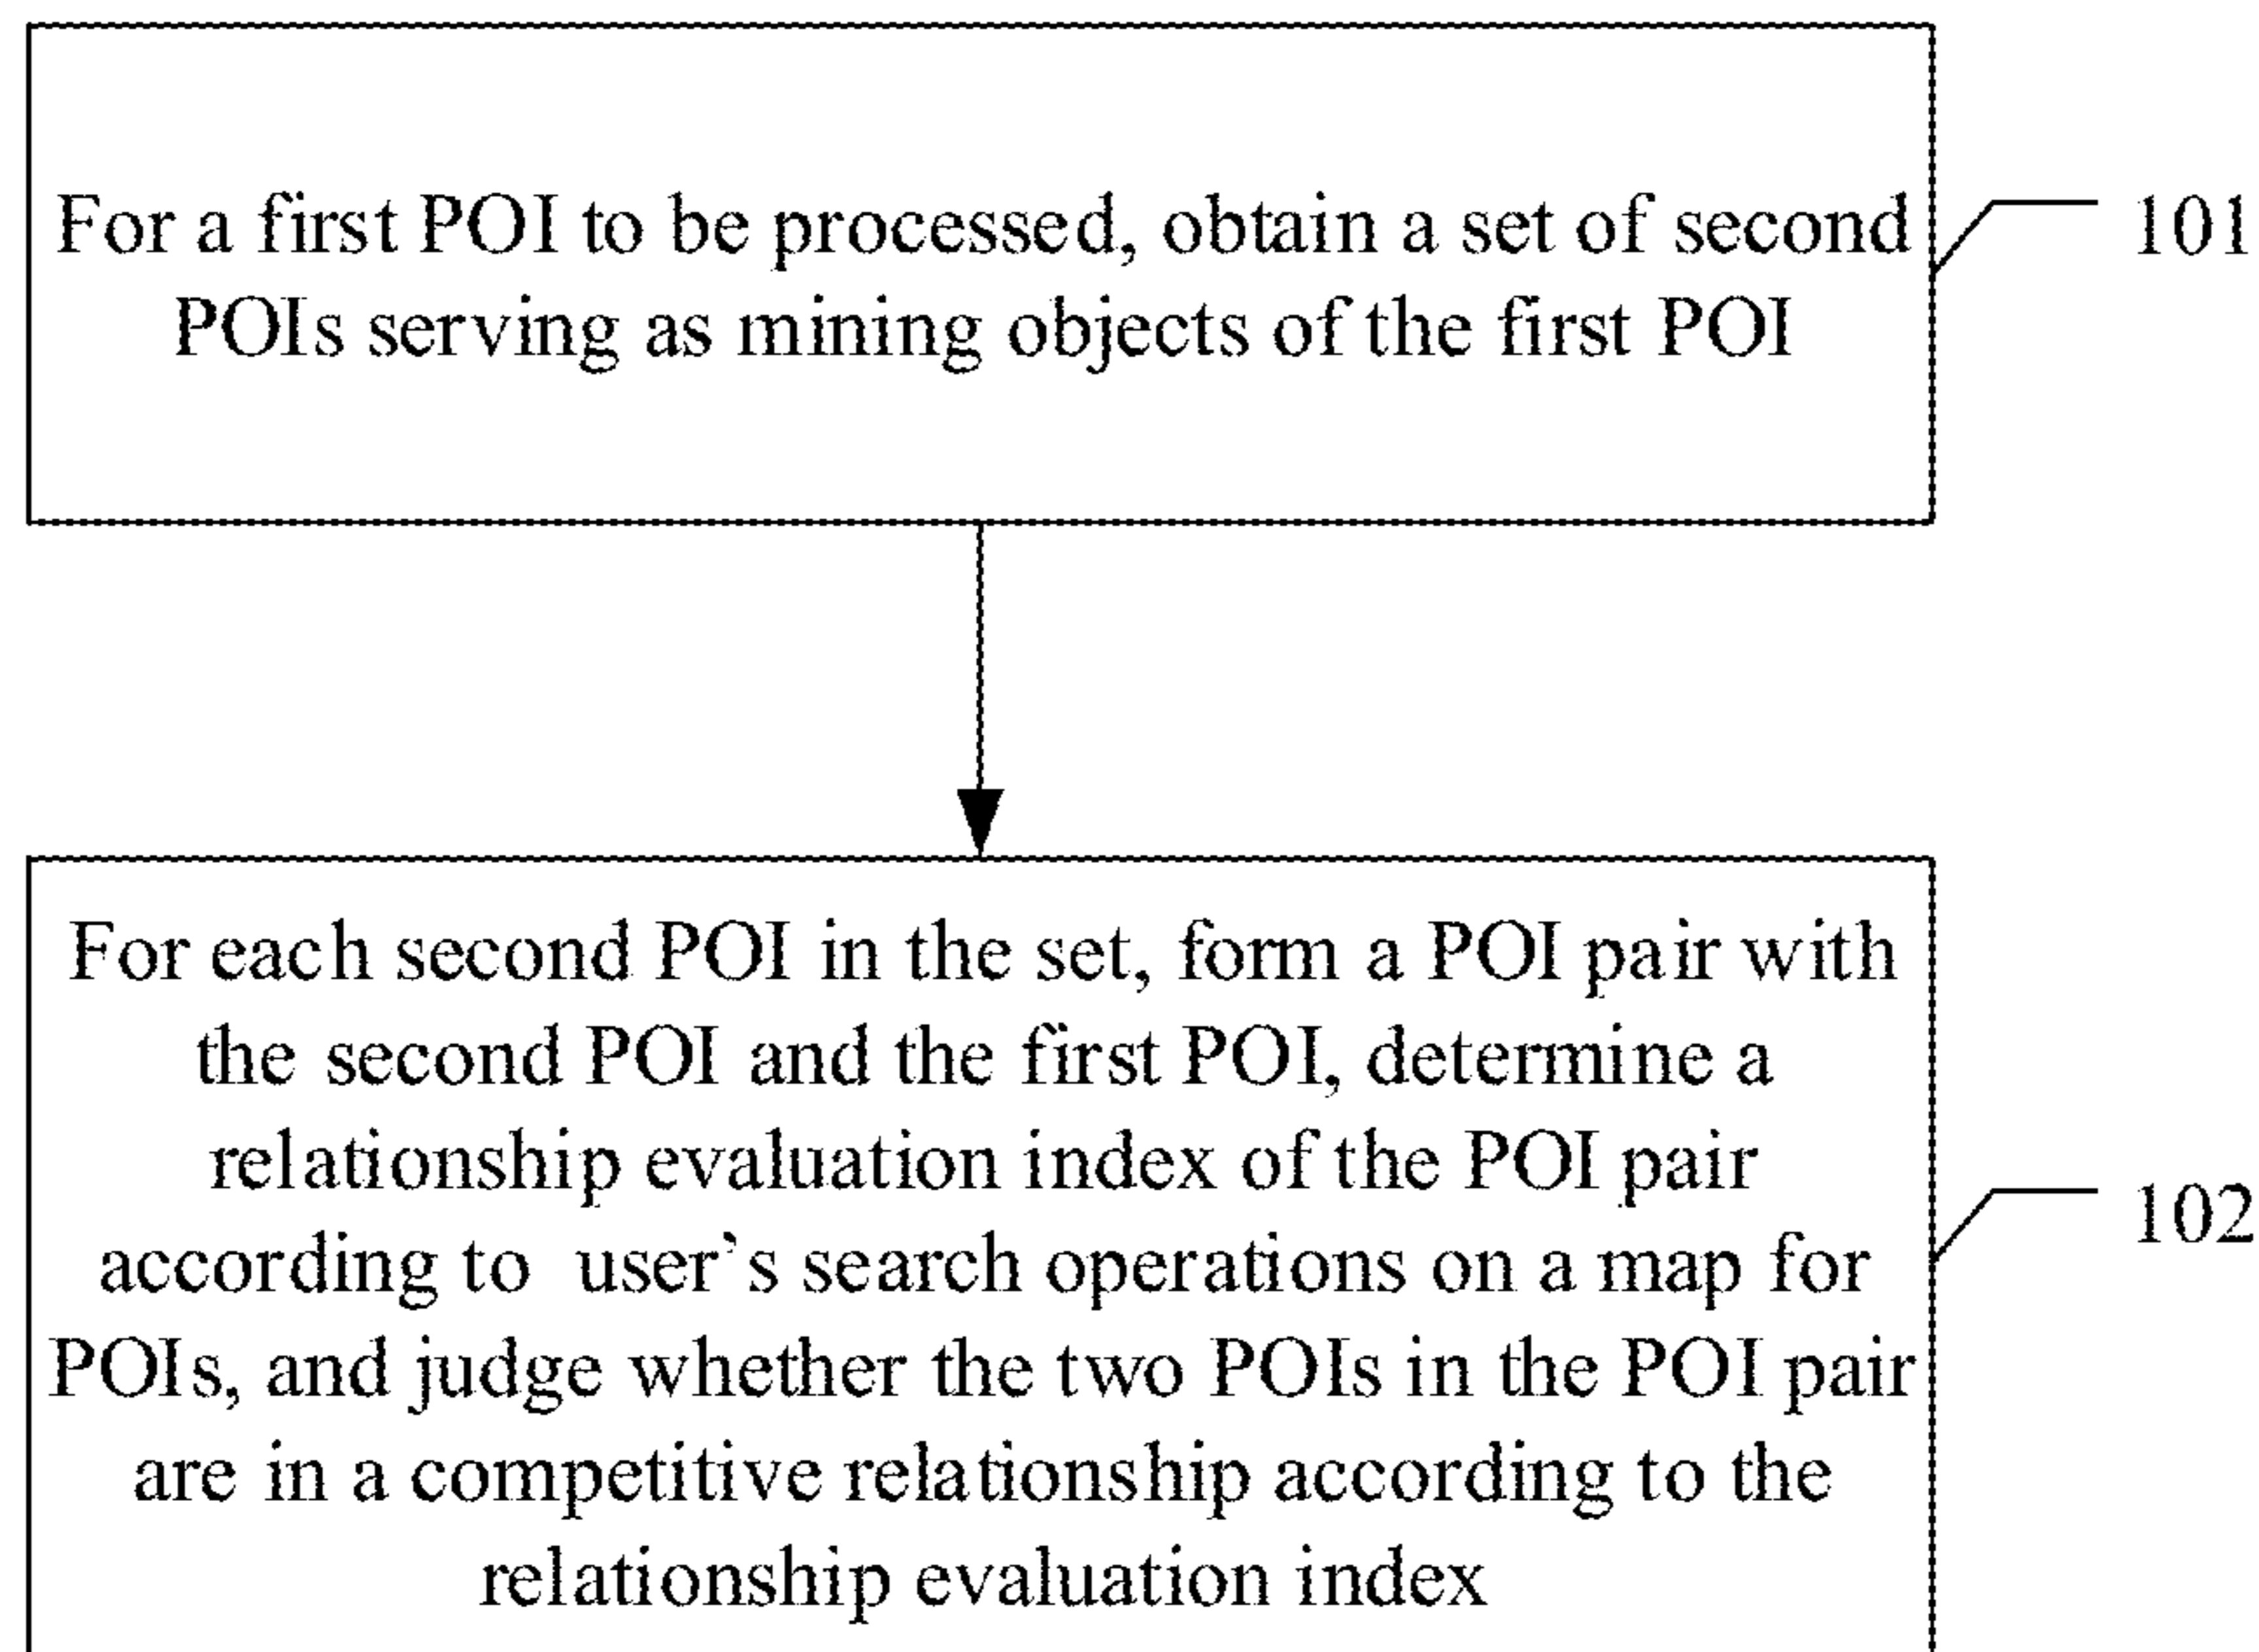 For a first POI to be processed, obtain a set of second
POIs serving as mining objects of the first POI
101
For each second POI in the set, form a POI pair with
the second POI and the first POI, determine a
relationship evaluation index of the POI pair
according to user`s search operations on a map for
POIs, and judge whether the two POIs in the POI pair
are in a competitive relationship according to the
relationship evaluation index
102